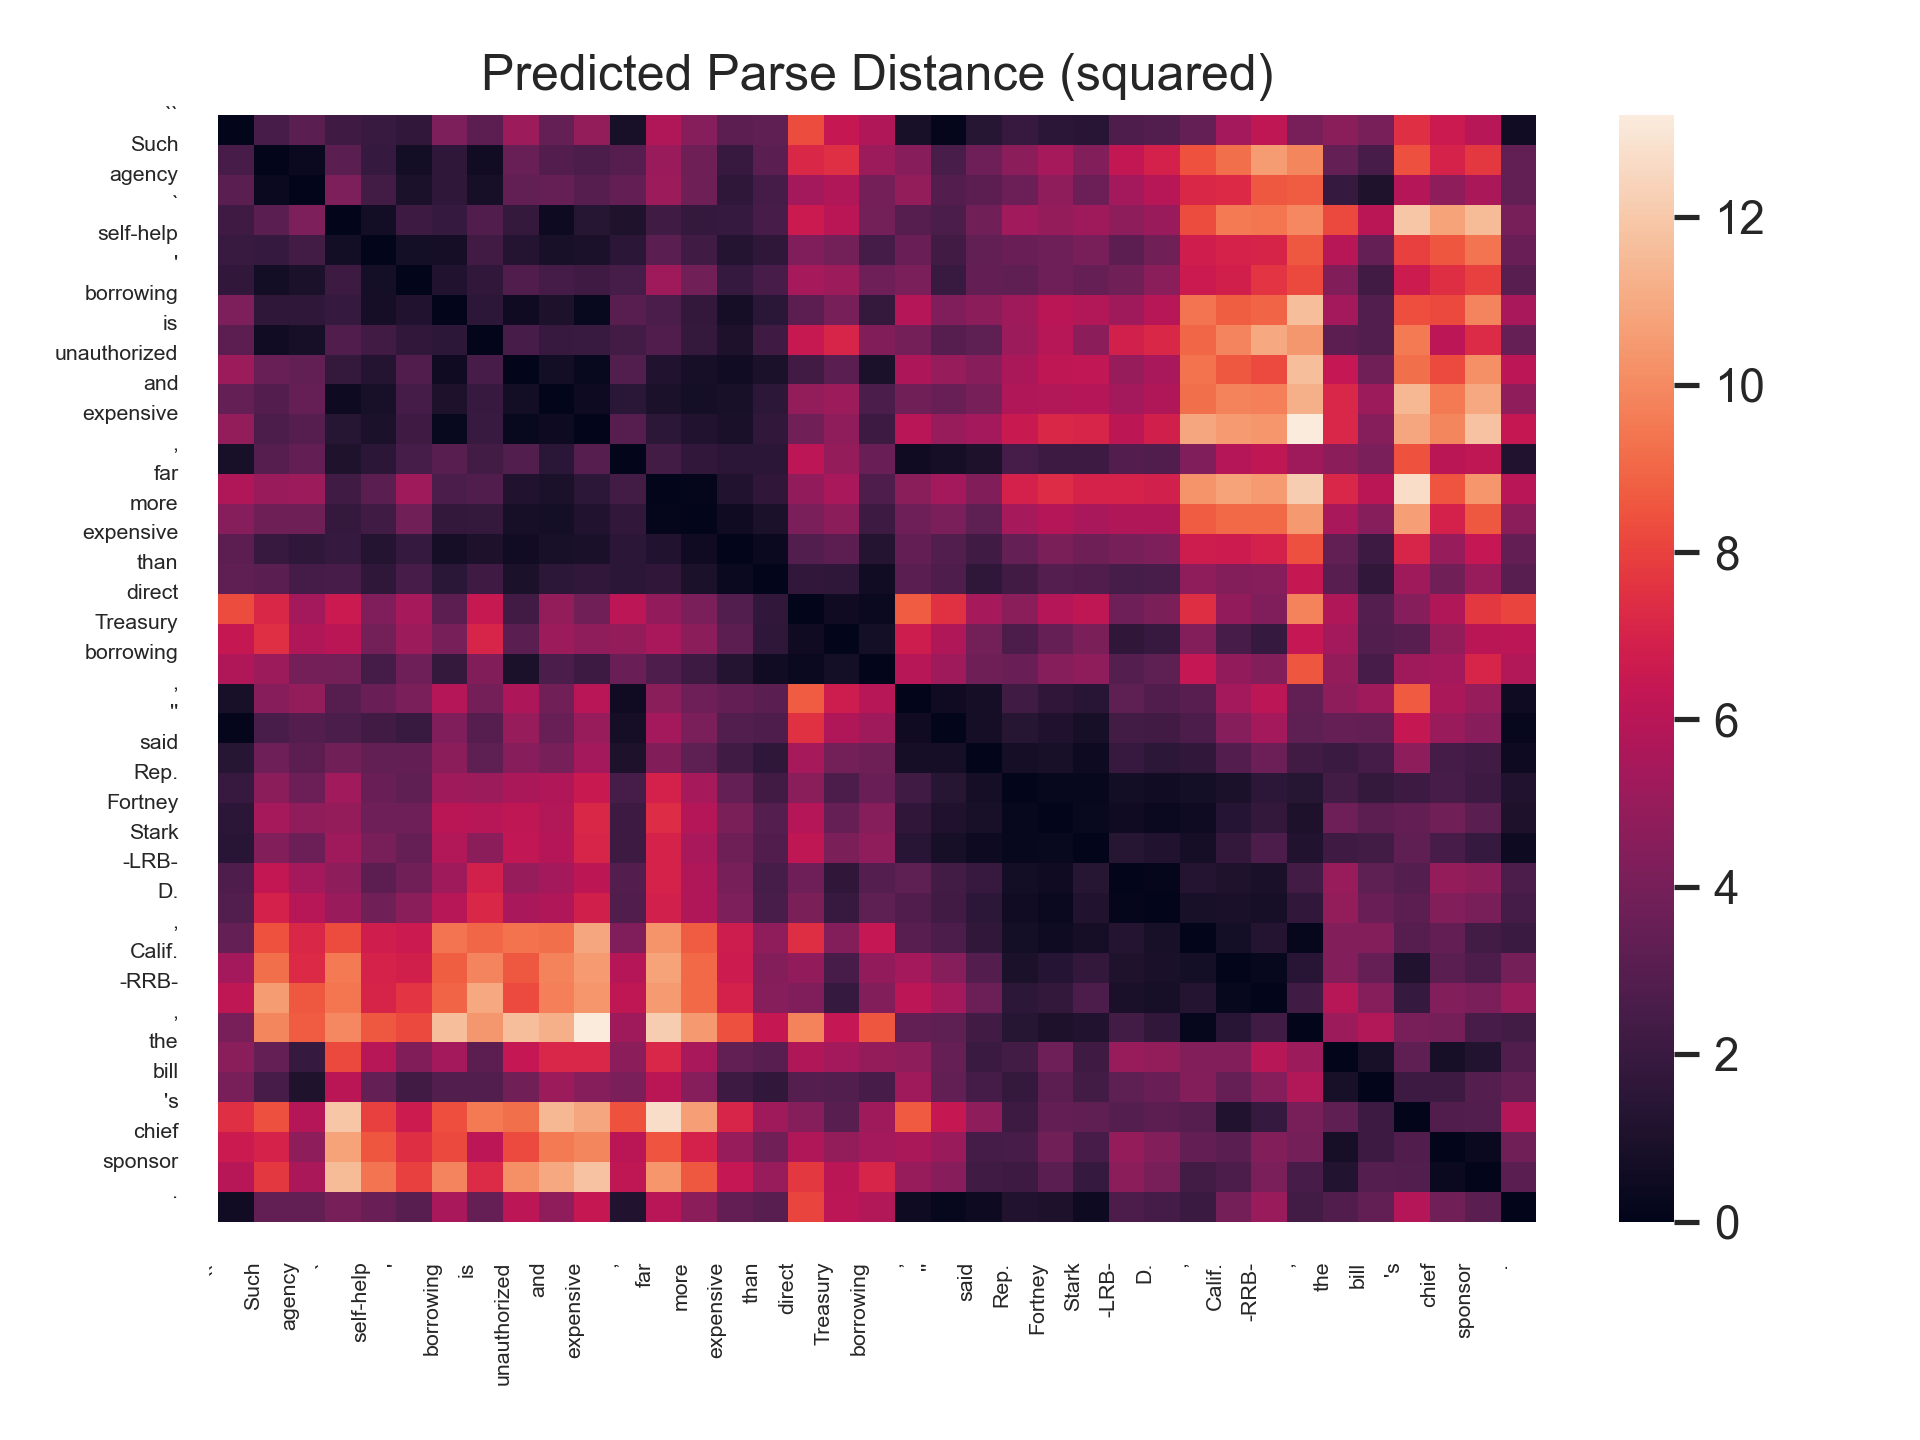 Predicted Parse Distance (squared)
``
Such
agency
`
self-help
'
borrowing
is
unauthorized
and
expensive
,
far
more
expensive
than
direct
Treasury
borrowing
,
''
said
Rep.
Fortney
Stark
-LRB-
D.
,
Calif.
-RRB-
,
the
bill
's
chief
sponsor
.
12
10
8
6
4
2
0
``
Such
agency
`
self-help
'
borrowing
is
unauthorized
and
expensive
,
far
more
expensive
than
direct
Treasury
borrowing
,
''
said
Rep.
Fortney
Stark
-LRB-
D.
,
Calif.
-RRB-
,
the
bill
's
chief
sponsor
.